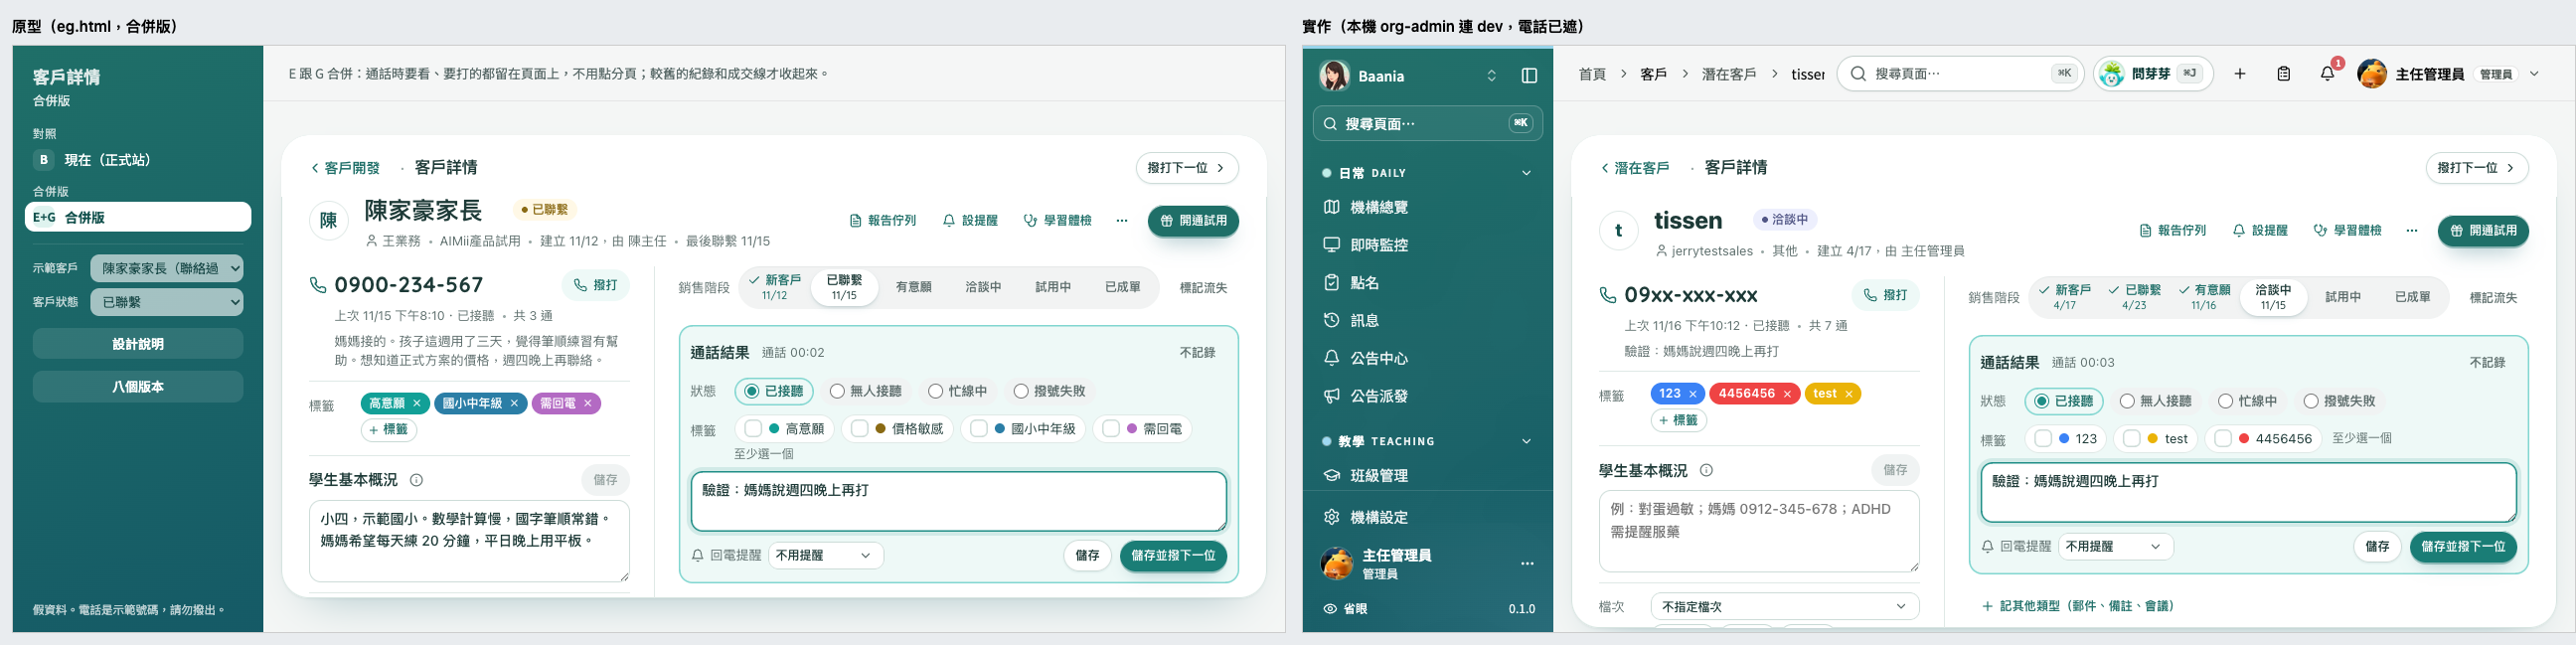 原型（eg.html，合併版）
客戶詳情
合併版
對照
B 現在（正式站）
合併版
E+G 合併版
示範客戶 陳家豪家長（聯絡過
客戶狀態 已聯繫
設計說明
八個版本
假資料。電話是示範號碼，請勿撥出。
E 跟 G 合併：通話時要看、要打的都留在頁面上，不用點分頁；較舊的紀錄和成交線才收起來。
客戶開發 · 客戶詳情
撥打下一位
陳 陳家豪家長 已聯繫
王業務 • AIMii產品試用 • 建立 11/12，由 陳主任 • 最後聯繫 11/15
報告佇列 設提醒 學習體檢 ... 開通試用
0900-234-567 撥打
上次 11/15 下午8:10 · 已接聽 • 共 3 通
媽媽接的。孩子這週用了三天，覺得筆順練習有幫
助。想知道正式方案的價格，週四晚上再聯絡。
標籤 高意願 × 國小中年級 × 需回電 ×
+ 標籤
學生基本概況 儲存
小四，示範國小。數學計算慢，國字筆順常錯。
媽媽希望每天練 20 分鐘，平日晚上用平板。
銷售階段 新客戶 11/12 已聯繫 11/15 有意願 洽談中 試用中 已成單 標記流失
通話結果 通話 00:02 不記錄
狀態 已接聽 無人接聽 忙線中 撥號失敗
標籤 高意願 價格敏感 國小中年級 需回電
至少選一個
驗證：媽媽說週四晚上再打
回電提醒 不用提醒 儲存 儲存並撥下一位
實作（本機 org-admin 連 dev，電話已遮）
Baania
搜尋頁面… ⌘K
日常 DAILY
機構總覽
即時監控
點名
訊息
公告中心
公告派發
教學 TEACHING
班級管理
機構設定
主任管理員
管理員 ...
省眼 0.1.0
首頁 > 客戶 > 潛在客戶 > tisser
搜尋頁面… ⌘K
問芽芽 ⌘J
1
主任管理員 管理員
潛在客戶 · 客戶詳情
撥打下一位
t tissen 洽談中
jerrytestsales • 其他 • 建立 4/17，由 主任管理員
報告佇列 設提醒 學習體檢 ... 開通試用
09xx-xxx-xxx 撥打
上次 11/16 下午10:12 · 已接聽 • 共 7 通
驗證：媽媽說週四晚上再打
標籤 123 × 4456456 × test ×
+ 標籤
學生基本概況 儲存
例：對蛋過敏；媽媽 0912-345-678；ADHD
需提醒服藥
檔次 不指定檔次
銷售階段 新客戶 4/17 已聯繫 4/23 有意願 11/16 洽談中 11/15 試用中 已成單 標記流失
通話結果 通話 00:03 不記錄
狀態 已接聽 無人接聽 忙線中 撥號失敗
標籤 123 test 4456456 至少選一個
驗證：媽媽說週四晚上再打
回電提醒 不用提醒 儲存 儲存並撥下一位
+ 記其他類型（郵件、備註、會議）